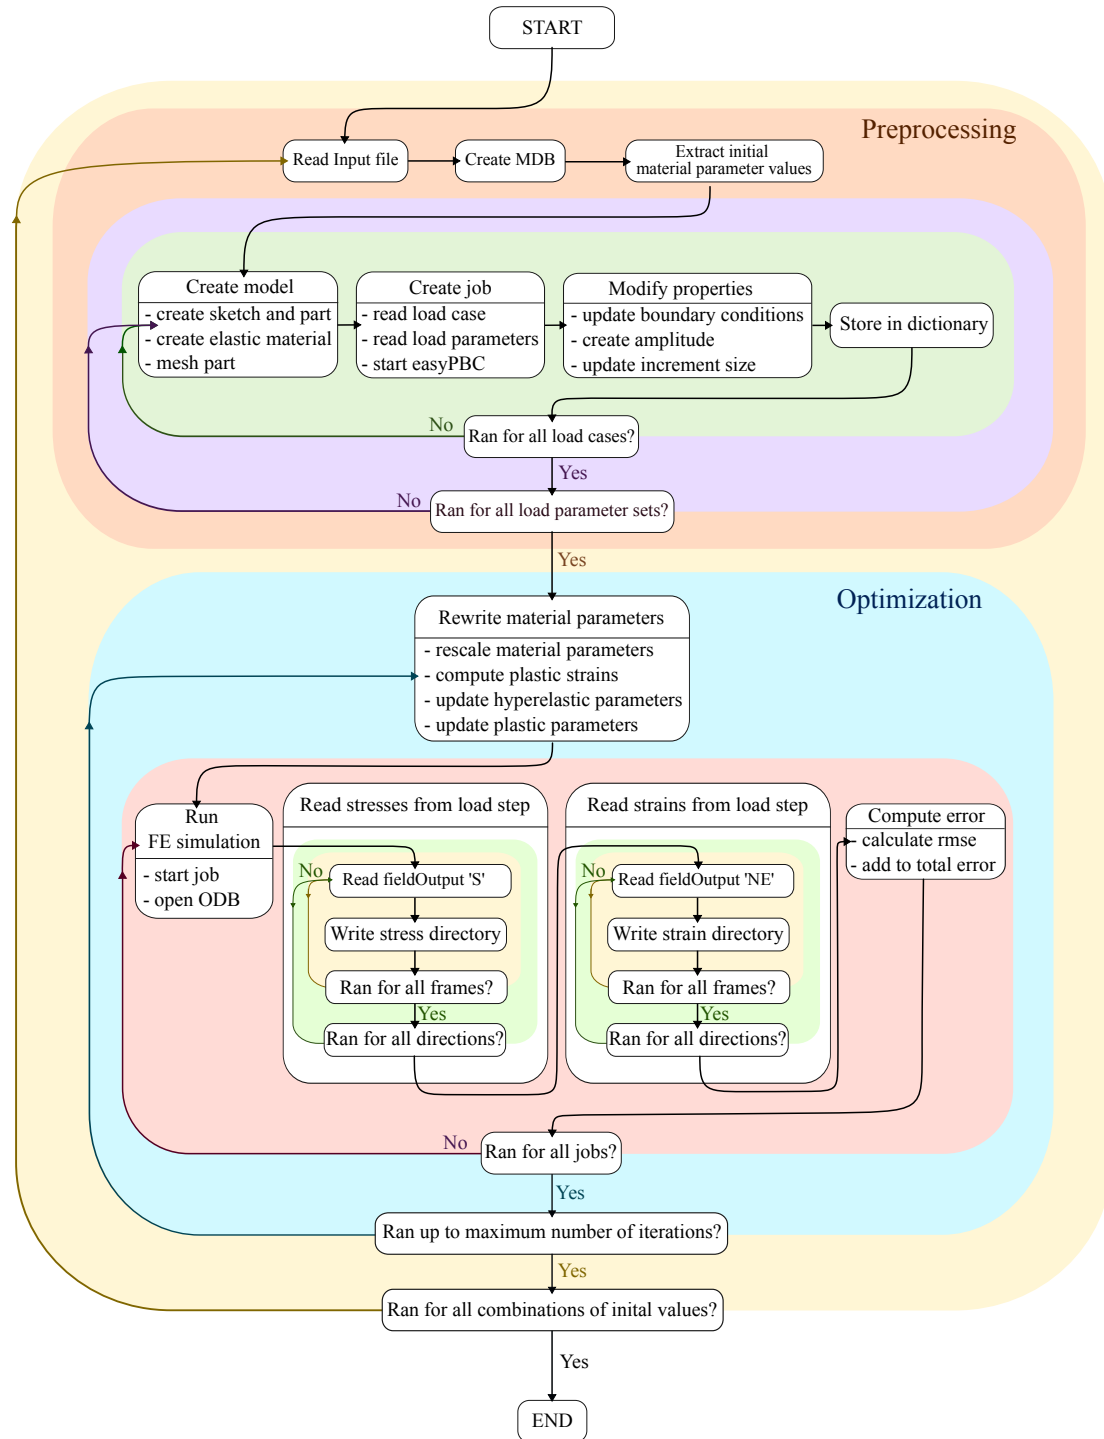 START
Preprocessing
Read Input file
Create MDB
Extract initial
material parameter values
Create model
- create sketch and part
- create elastic material
- mesh part
Create job
- read load case
- read load parameters
- start easyPBC
Modify properties
- update boundary conditions
- create amplitude
- update increment size
Store in dictionary
No
Ran for all load cases?
Yes
No
Ran for all load parameter sets?
Yes
Optimization
Rewrite material parameters
- rescale material parameters
- compute plastic strains
- update hyperelastic parameters
- update plastic parameters
Run
FE simulation
- start job
- open ODB
Read stresses from load step
No
Read fieldOutput 'S'
Write stress directory
Ran for all frames?
Yes
Ran for all directions?
Read strains from load step
No
Read fieldOutput 'NE'
Write strain directory
Ran for all frames?
Yes
Ran for all directions?
Compute error
- calculate rmse
- add to total error
No
Ran for all jobs?
Yes
Ran up to maximum number of iterations?
Yes
Ran for all combinations of inital values?
Yes
END